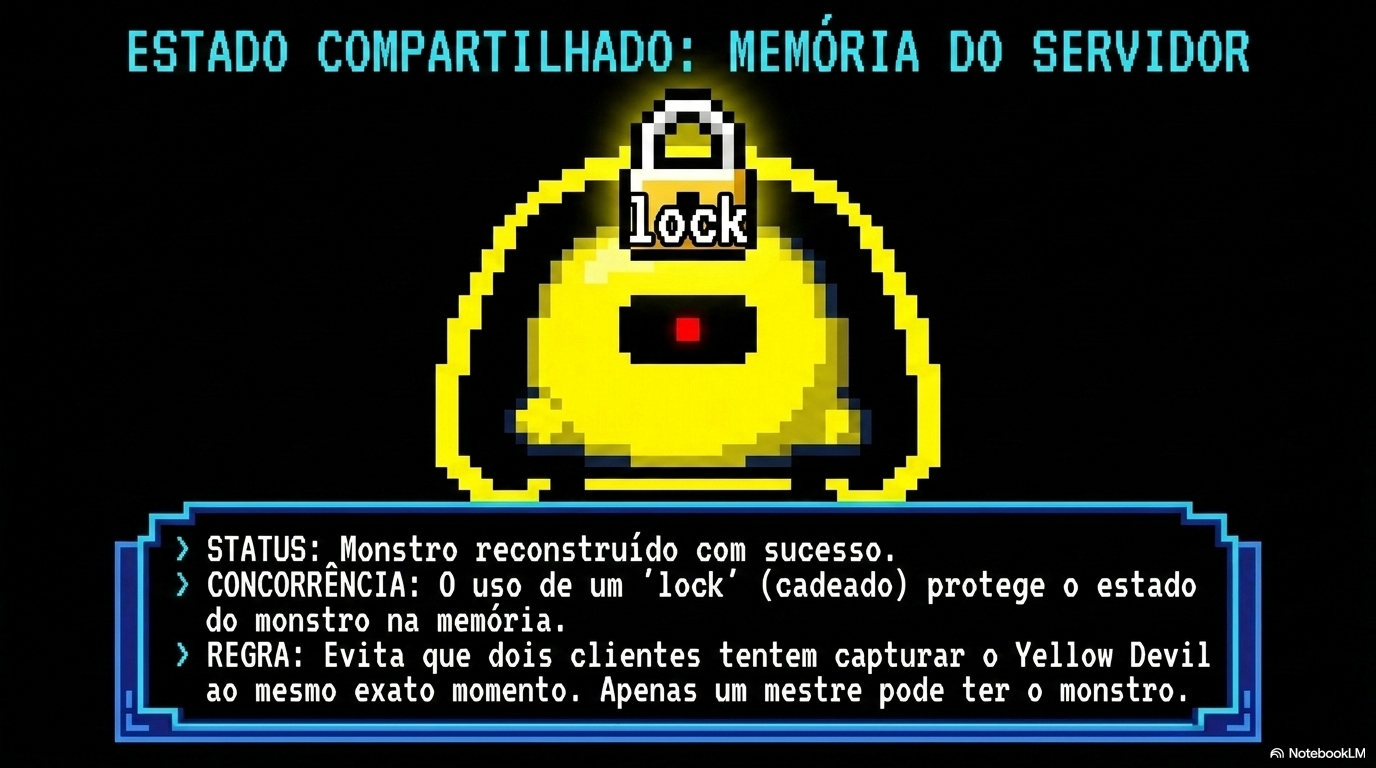 ESTADO COMPARTILHADO: MEMÓRIA DO SERVIDOR
lock
> STATUS: Monstro reconstruído com sucesso.
> CONCORRÊNCIA: O uso de um 'lock' (cadeado) protege o estado
do monstro na memória.
> REGRA: Evita que dois clientes tentem capturar o Yellow Devil
ao mesmo exato momento. Apenas um mestre pode ter o monstro.
NotebookLM